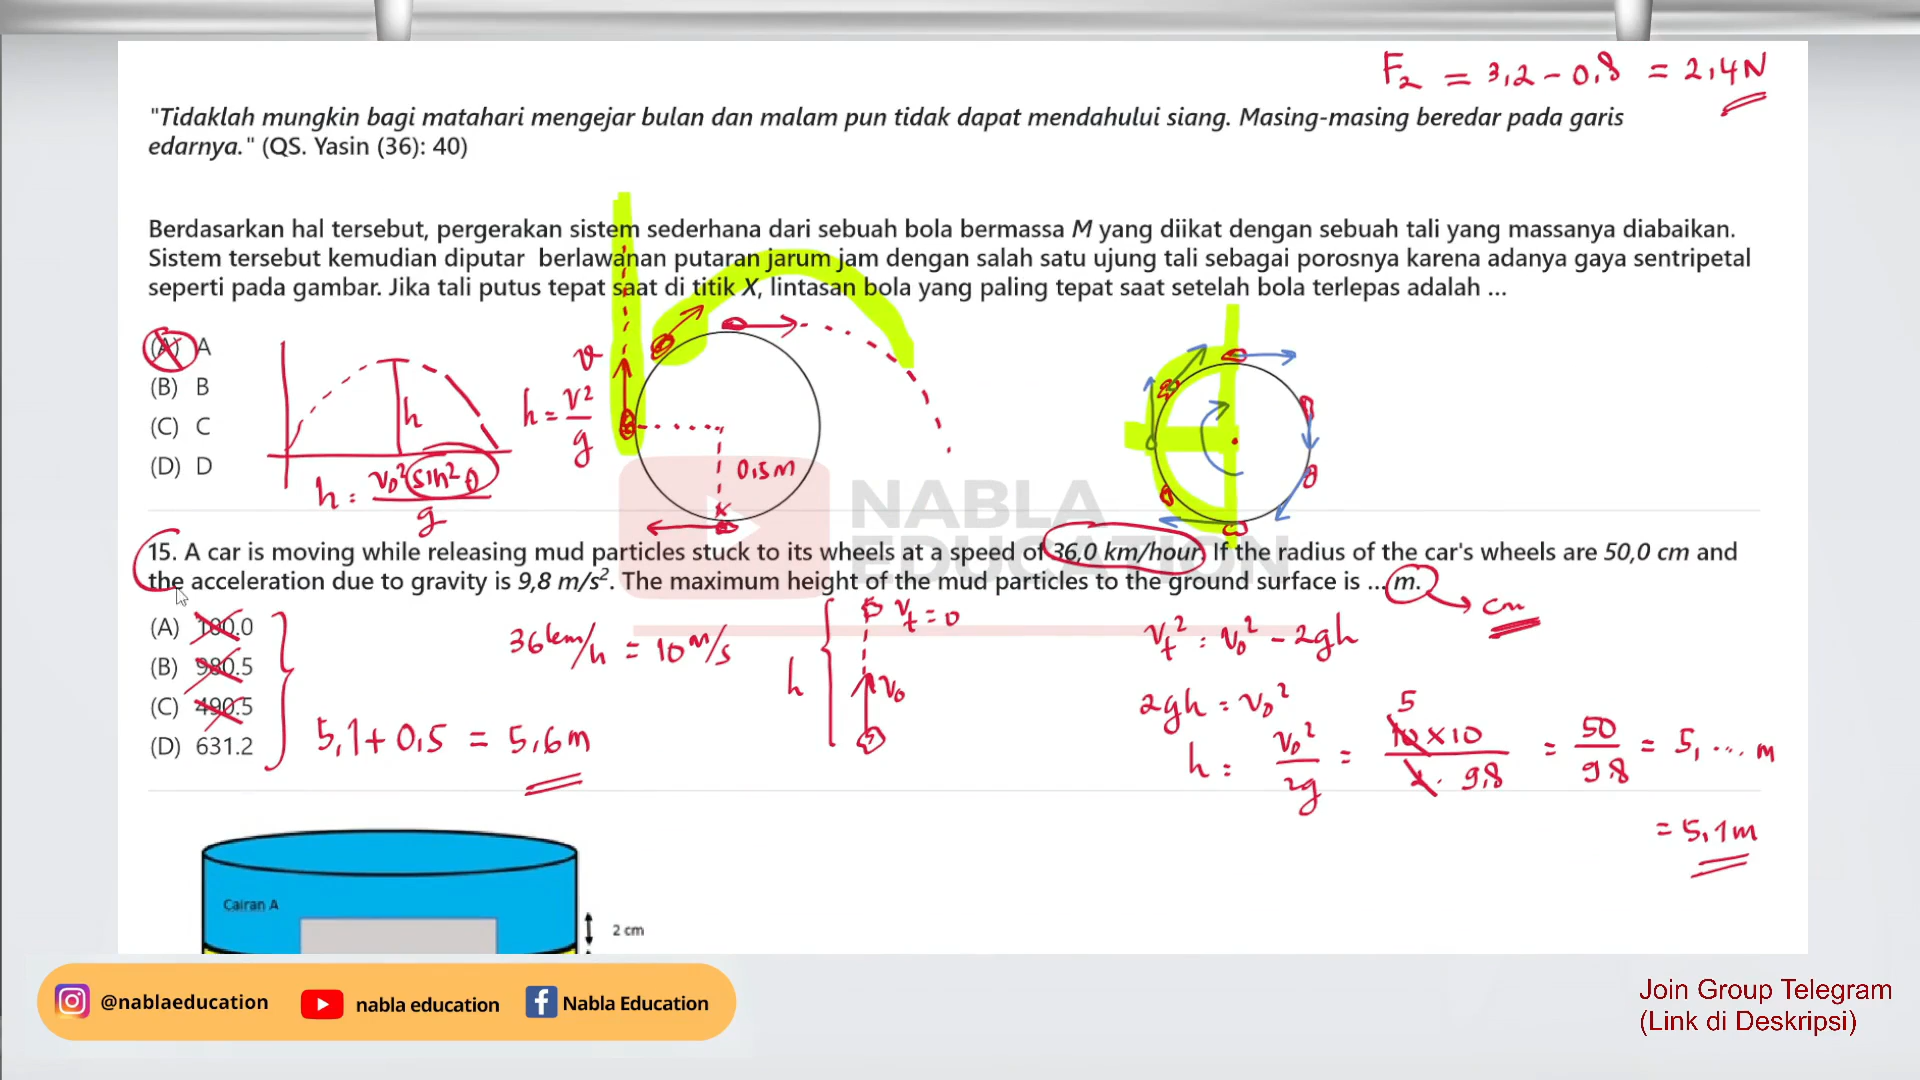 F2 = 3,2 - 0,8 = 2,4N
"Tidaklah mungkin bagi matahari mengejar bulan dan malam pun tidak dapat mendahului siang. Masing-masing beredar pada garis
edarnya." (QS. Yasin (36): 40)
Berdasarkan hal tersebut, pergerakan sistem sederhana dari sebuah bola bermassa M yang diikat dengan sebuah tali yang massanya diabaikan.
Sistem tersebut kemudian diputar berlawanan putaran jarum jam dengan salah satu ujung tali sebagai porosnya karena adanya gaya sentripetal
seperti pada gambar. Jika tali putus tepat saat di titik X, lintasan bola yang paling tepat saat setelah bola terlepas adalah ...
(A) A
(B) B
(C) C
(D) D
h
h = v0² sin²θ / g
v
h = v² / g
0,5m
NABLA
EDUCATION
15. A car is moving while releasing mud particles stuck to its wheels at a speed of 36,0 km/hour. If the radius of the car's wheels are 50,0 cm and
the acceleration due to gravity is 9,8 m/s². The maximum height of the mud particles to the ground surface is ... m.
cm
(A) 100.0
(B) 980.5
(C) 490.5
(D) 631.2
36 km/h = 10 m/s
5,1 + 0,5 = 5,6 m
h
vt = 0
v0
vt² = v0² - 2gh
2gh = v0²
5
h = v0² / 2g = 10 x 10 / 2 . 9,8 = 50 / 9,8 = 5, ... m
= 5,1 m
Cairan A
2 cm
@nablaeducation
nabla education
Nabla Education
Join Group Telegram
(Link di Deskripsi)